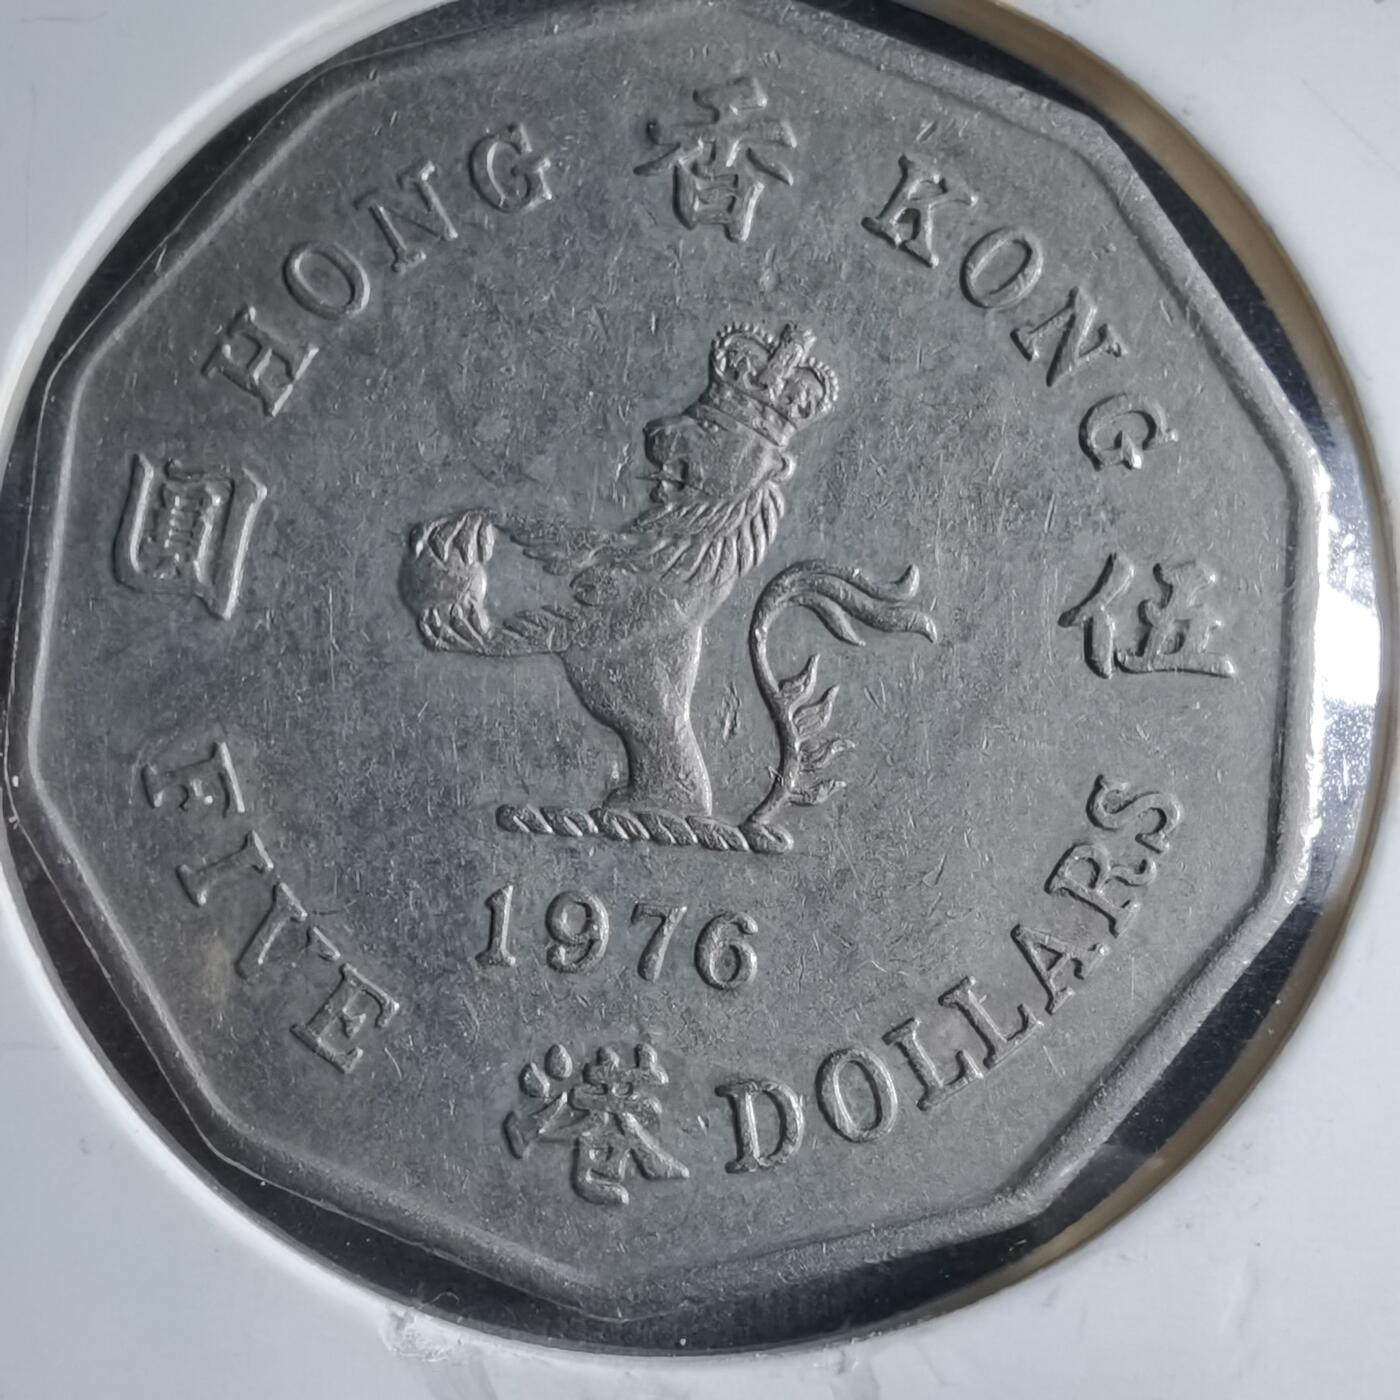 HONG 香 KONG
圓 伍
1976
FIVE 港 DOLLARS